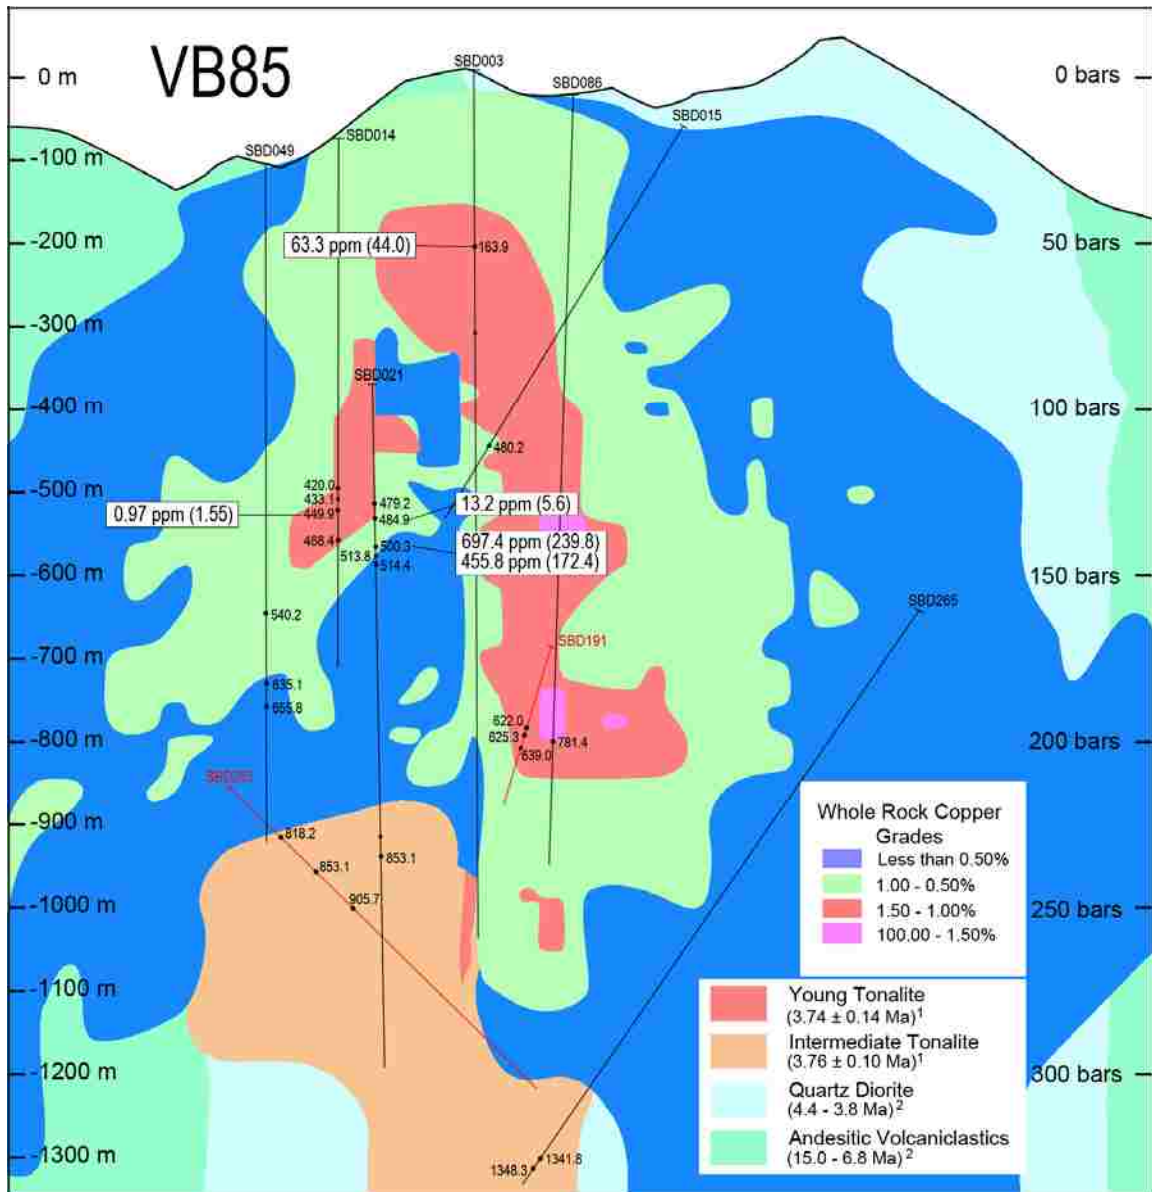 VB85
SBD003
SBD086
0 m
0 bars
SBD015
SBD014
SBD049
-100 m
-200 m
63.3 ppm (44.0)
163.9
50 bars
-300 m
SBD021
-400 m
100 bars
480.2
420.0
-500 m
433.1
479.2
13.2 ppm (5.6)
0.97 ppm (1.55)
449.9
484.9
468.4
500.3
697.4 ppm (239.8)
513.8
514.4
455.8 ppm (172.4)
-600 m
150 bars
SBD265
540.2
SBD191
-700 m
635.1
655.8
622.0
625.3
639.0
781.4
-800 m
200 bars
-900 m
818.2
853.1
853.1
905.7
-1000 m
250 bars
Whole Rock Copper
Grades
Less than 0.50%
1.00 - 0.50%
1.50 - 1.00%
100.00 - 1.50%
-1100 m
Young Tonalite
(3.74 ± 0.14 Ma)1
Intermediate Tonalite
(3.76 ± 0.10 Ma)1
-1200 m
300 bars
Quartz Diorite
(4.4 - 3.8 Ma)2
Andesitic Volcaniclastics
(15.0 - 6.8 Ma)2
-1300 m
1348.3
1341.8